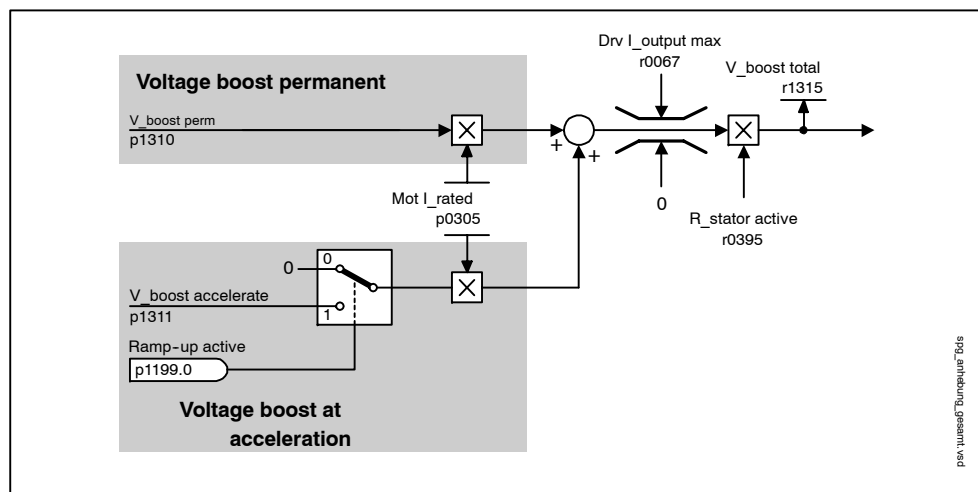 Drv I_output max
r0067
V_boost total
r1315
Voltage boost permanent
V_boost perm
p1310
+
+
0
Mot I_rated
p0305
R_stator active
r0395
0
0
V_boost accelerate
p1311
1
Ramp-up active
p1199.0
Voltage boost at
acceleration
spg_anhebung_gesamt.vsd